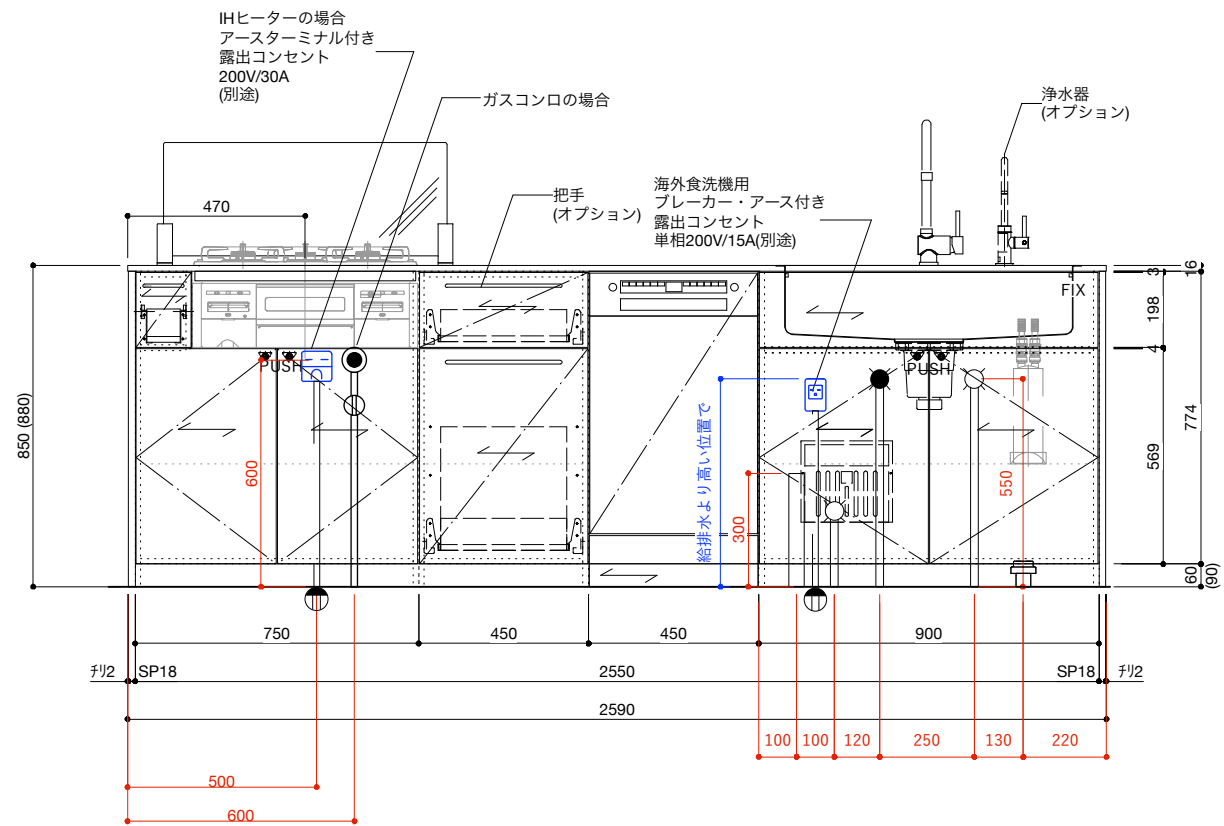 IHヒーターの場合
アースターミナル付き
露出コンセント
200V/30A
(別途)
ガスコンロの場合
浄水器
(オプション)
把手
(オプション)
海外食洗機用
ブレーカー・アース付き
露出コンセント
単相200V/15A(別途)
470
16
3
FIX
198
4
PUSH
PUSH
850 (880)
774
569
600
給排水より高い位置で
300
550
60
(90)
750
450
450
900
ﾁﾘ2
SP18
2550
SP18
ﾁﾘ2
2590
100
100
120
250
130
220
500
600